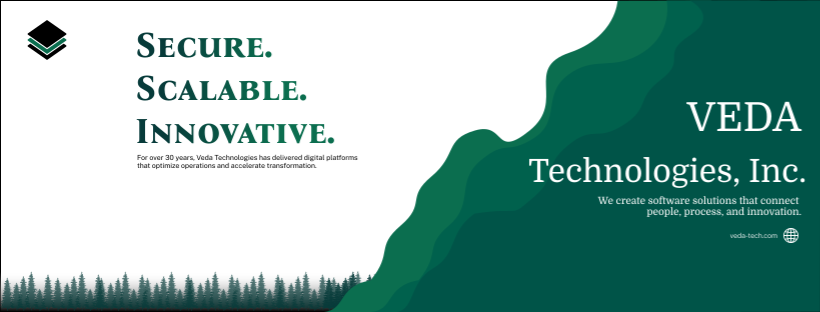 SECURE.
SCALABLE.
INNOVATIVE.
For over 30 years, Veda Technologies has delivered digital platforms
that optimize operations and accelerate transformation.
VEDA
Technologies, Inc.
We create software solutions that connect
people, process, and innovation.
veda-tech.com